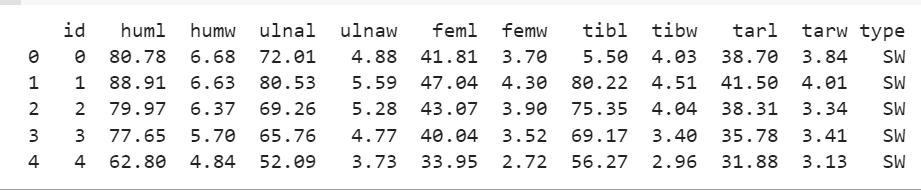 id huml humw ulnal ulnaw feml femw tibl tibw tarl tarw type
0 0 80.78 6.68 72.01 4.88 41.81 3.70 5.50 4.03 38.70 3.84 SW
1 1 88.91 6.63 80.53 5.59 47.04 4.30 80.22 4.51 41.50 4.01 SW
2 2 79.97 6.37 69.26 5.28 43.07 3.90 75.35 4.04 38.31 3.34 SW
3 3 77.65 5.70 65.76 4.77 40.04 3.52 69.17 3.40 35.78 3.41 SW
4 4 62.80 4.84 52.09 3.73 33.95 2.72 56.27 2.96 31.88 3.13 SW